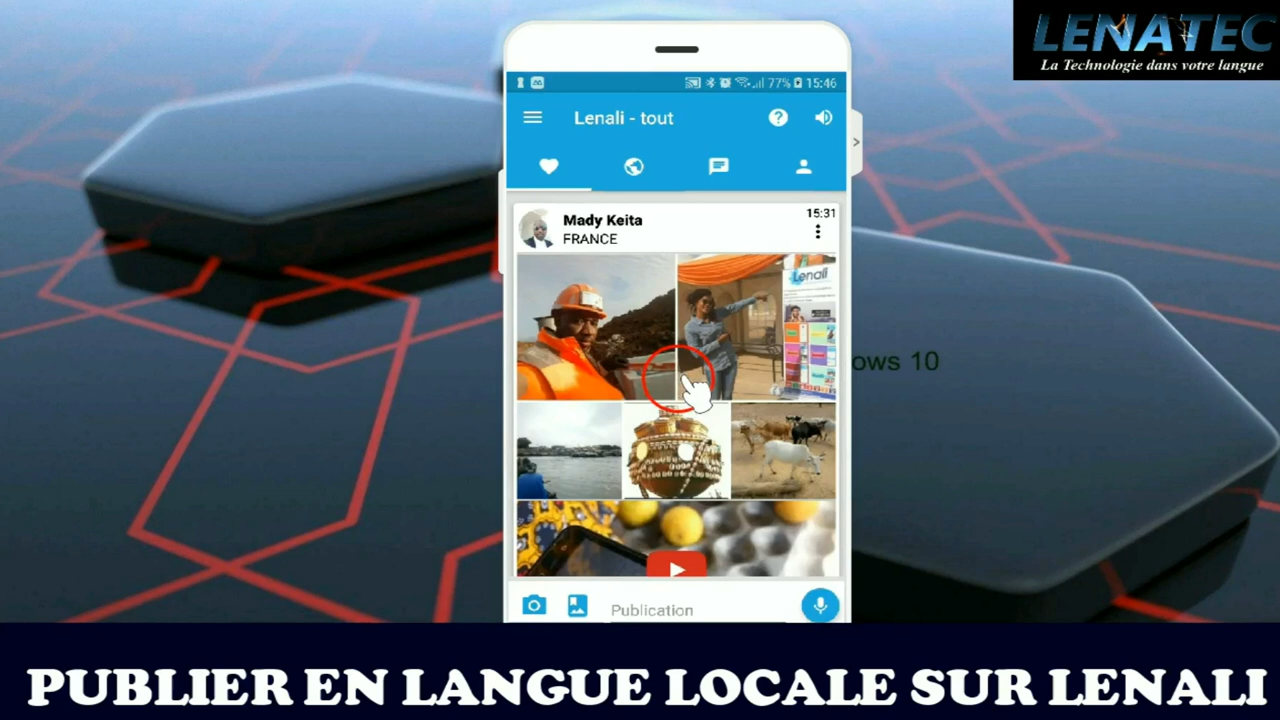 LENATEC
La Technologie dans votre langue
77% 15:46
Lenali - tout
Mady Keita
15:31
FRANCE
Lenali
ows 10
Publication
PUBLIER EN LANGUE LOCALE SUR LENALI